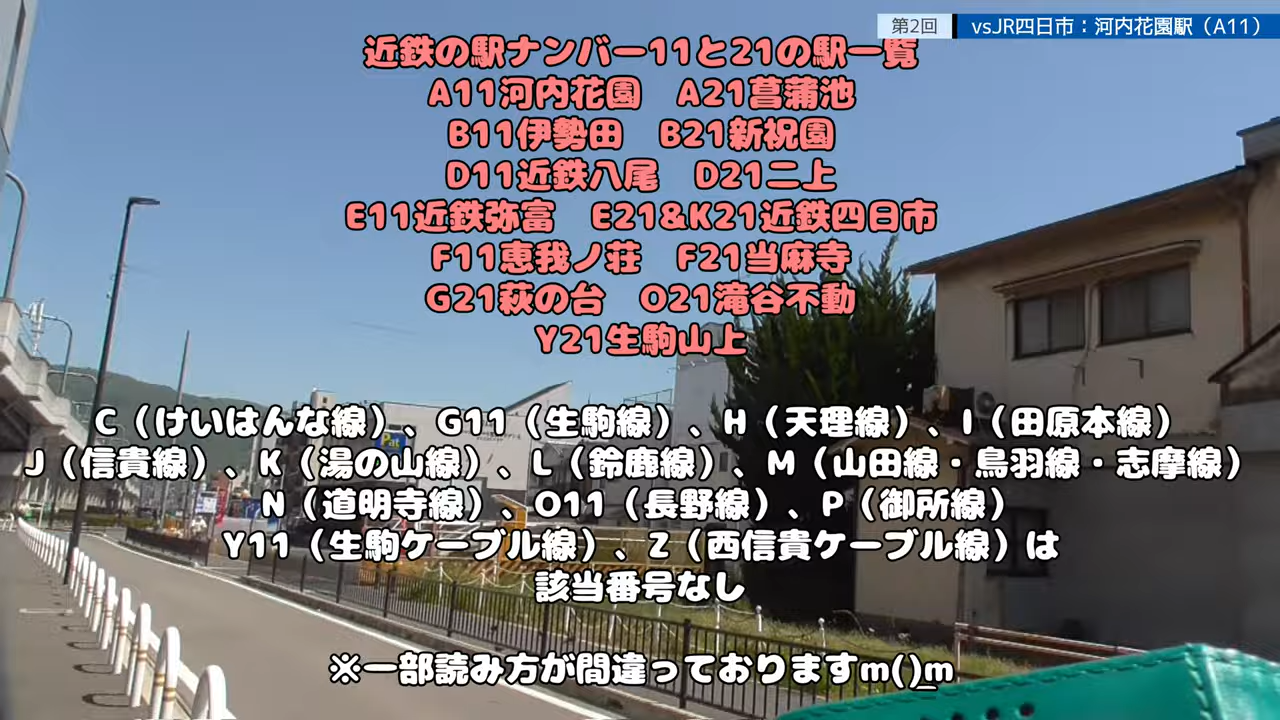 第2回 vsJR四日市：河内花園駅（A11）
近鉄の駅ナンバー11と21の駅一覧
A11河内花園　A21菖蒲池
B11伊勢田　B21新祝園
D11近鉄八尾　D21二上
E11近鉄弥富　E21&K21近鉄四日市
F11恵我ノ荘　F21当麻寺
G21萩の台　O21滝谷不動
Y21生駒山上
C（けいはんな線）、G11（生駒線）、H（天理線）、I（田原本線）
J（信貴線）、K（湯の山線）、L（鈴鹿線）、M（山田線・鳥羽線・志摩線）
N（道明寺線）、O11（長野線）、P（御所線）
Y11（生駒ケーブル線）、Z（西信貴ケーブル線）は
該当番号なし
※一部読み方が間違っておりますm()_m
Pat